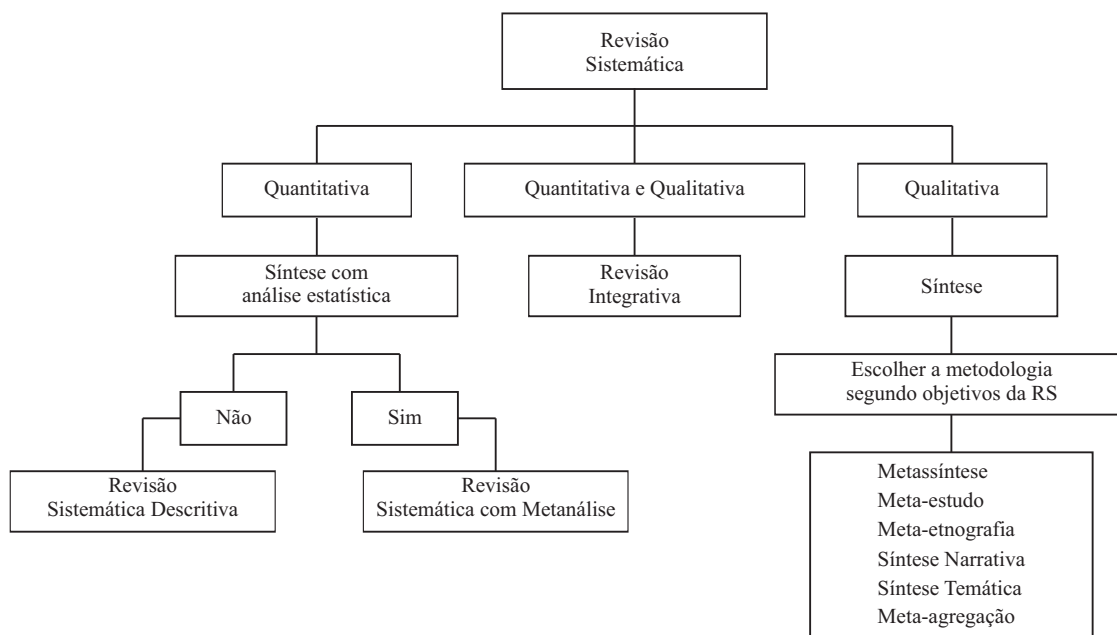 Revisão
Sistemática
Quantitativa
Quantitativa e Qualitativa
Qualitativa
Síntese com
análise estatística
Revisão
Integrativa
Síntese
Não
Sim
Escolher a metodologia
segundo objetivos da RS
Revisão
Sistemática Descritiva
Revisão
Sistemática com Metanálise
Metassíntese
Meta-estudo
Meta-etnografia
Síntese Narrativa
Síntese Temática
Meta-agregação